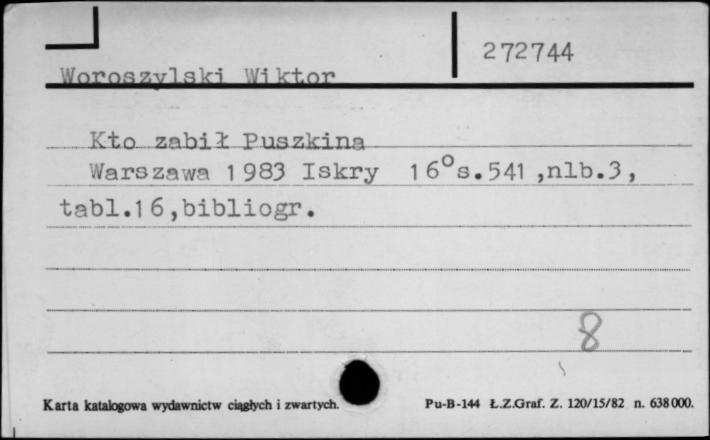 272744
Woroszylski Wiktor
Kto zabił Puszkina
Warszawa 1983 Iskry 16°s.541,nlb.3,
tabl.16,bibliogr.
8
Karta katalogowa wydawnictw ciągłych i zwartych. Pu-B-144 Ł.Z.Graf. Z. 120/15/82 n. 638000.